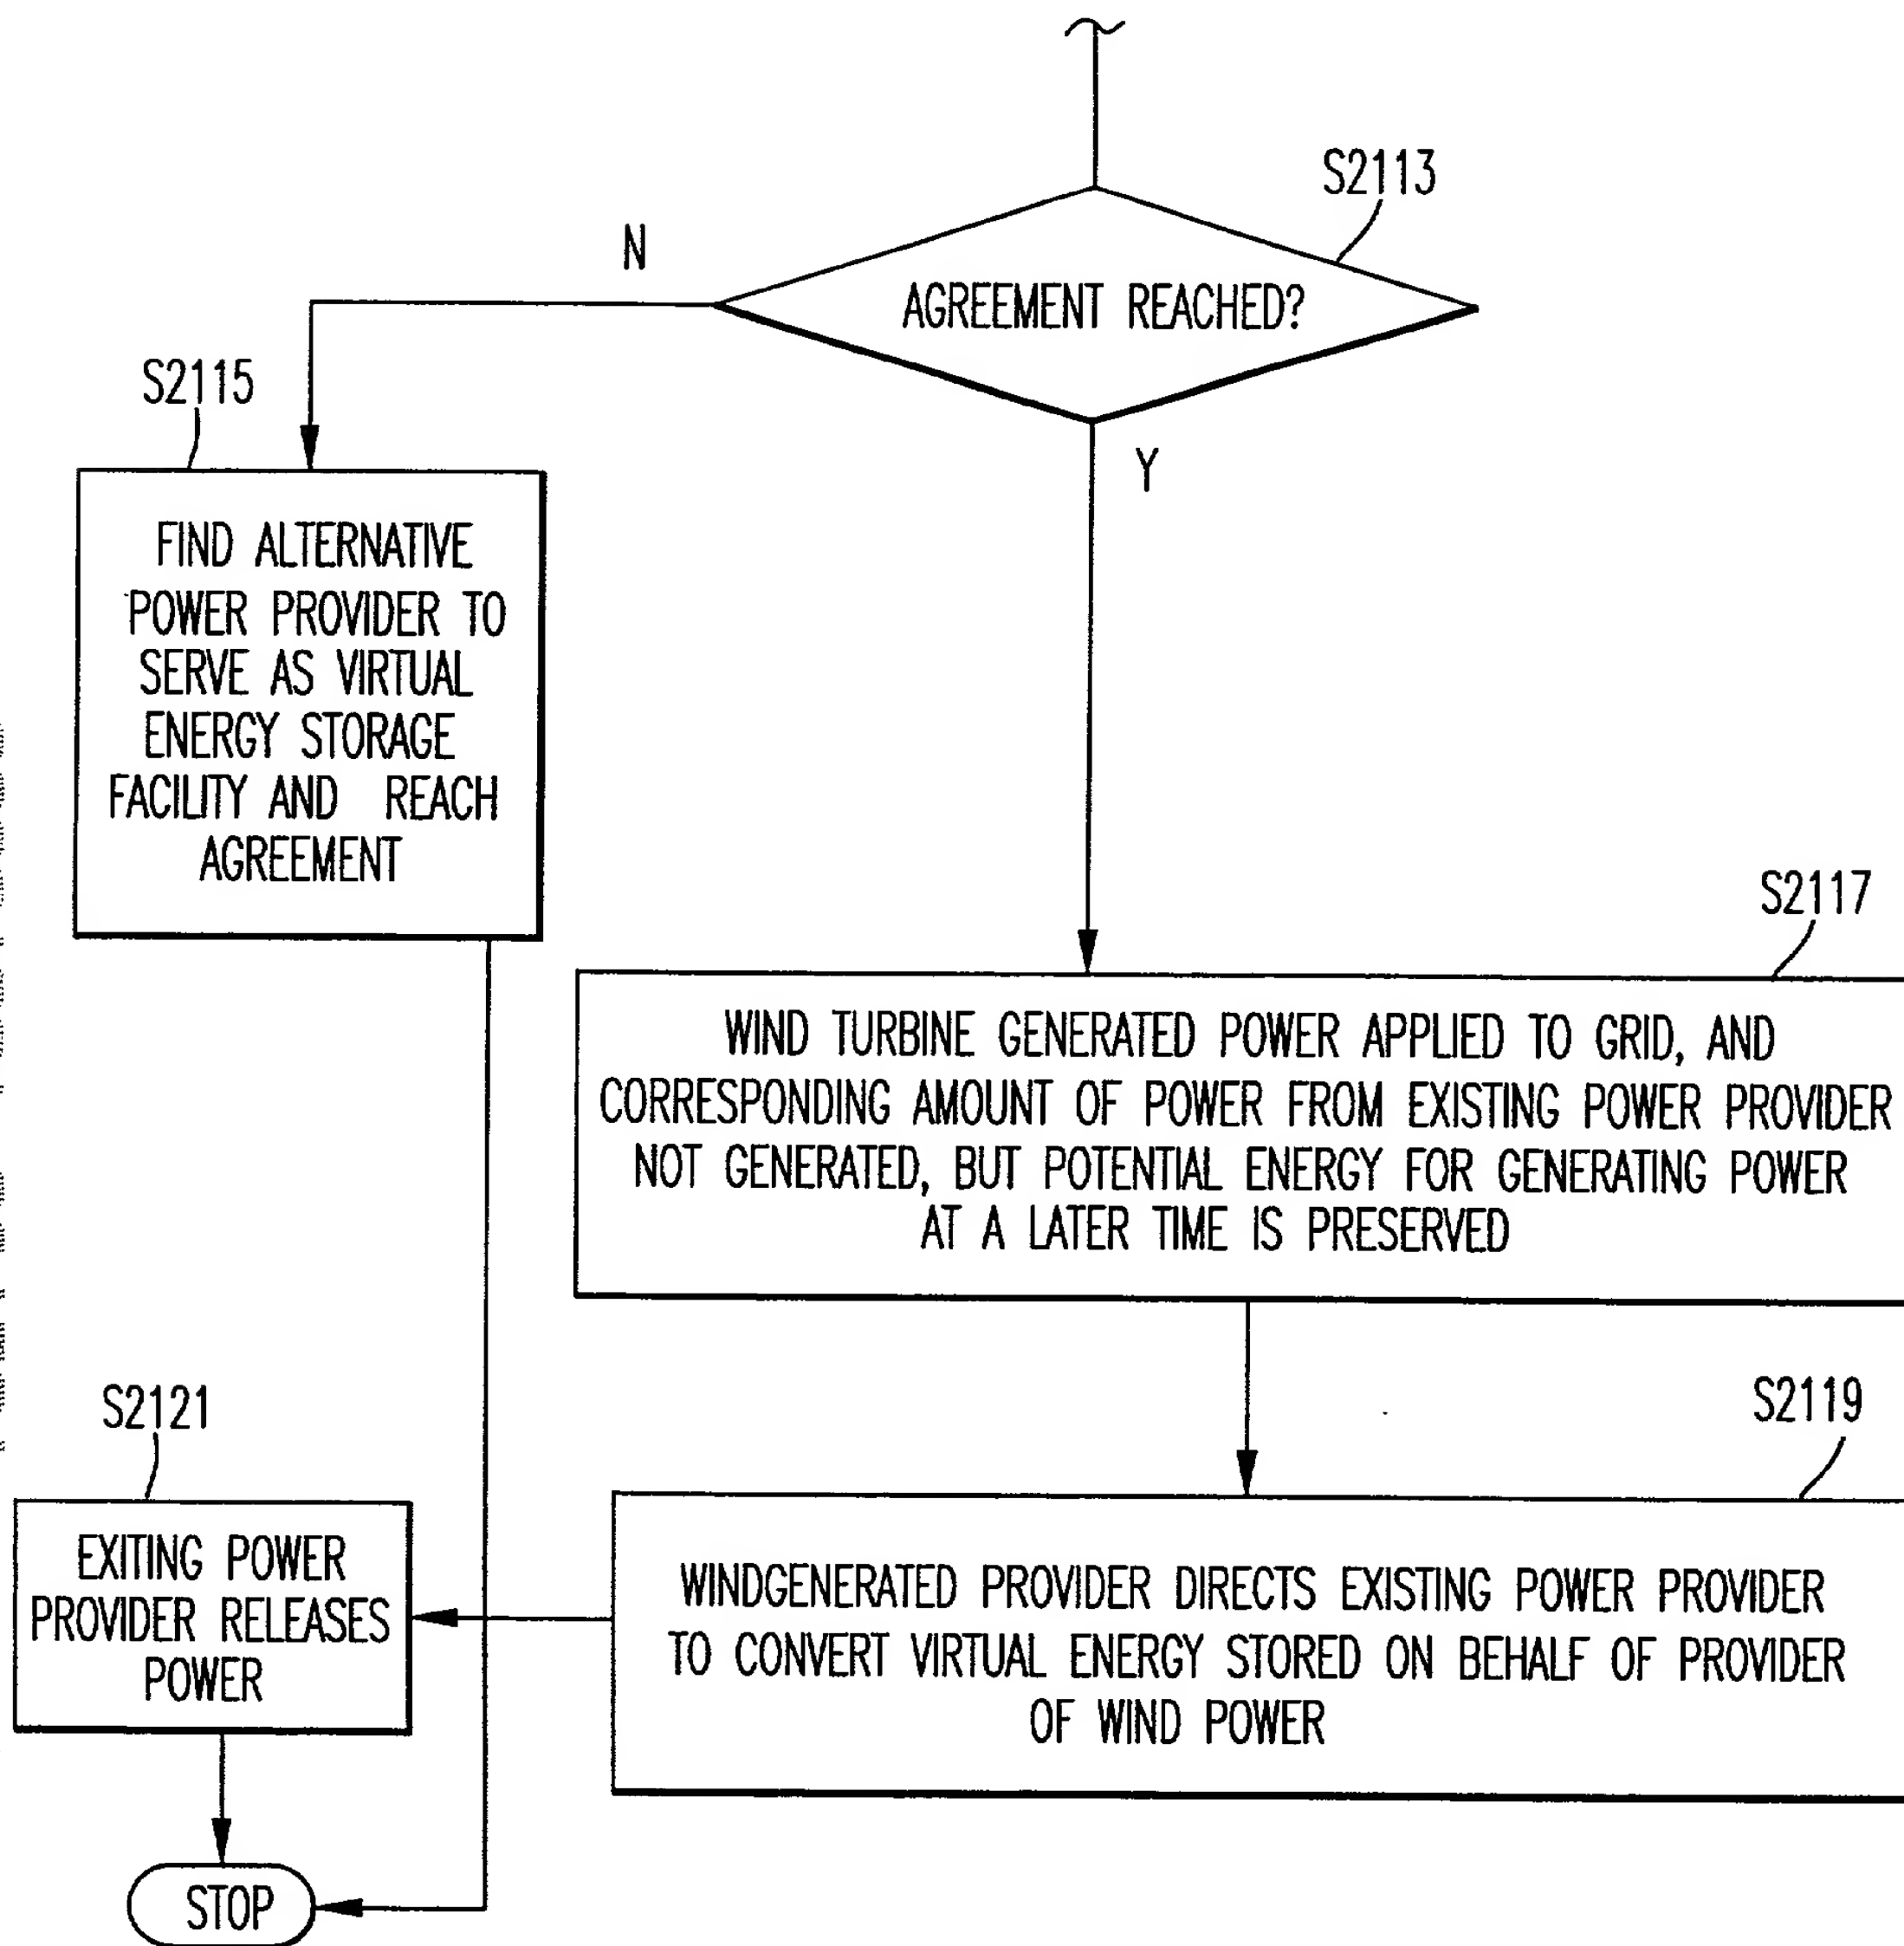 S2113
N
AGREEMENT REACHED?
Y
S2115
FIND ALTERNATIVE
POWER PROVIDER TO
SERVE AS VIRTUAL
ENERGY STORAGE
FACILITY AND REACH
AGREEMENT
S2117
WIND TURBINE GENERATED POWER APPLIED TO GRID, AND
CORRESPONDING AMOUNT OF POWER FROM EXISTING POWER PROVIDER
NOT GENERATED, BUT POTENTIAL ENERGY FOR GENERATING POWER
AT A LATER TIME IS PRESERVED
S2119
WINDGENERATED PROVIDER DIRECTS EXISTING POWER PROVIDER
TO CONVERT VIRTUAL ENERGY STORED ON BEHALF OF PROVIDER
OF WIND POWER
S2121
EXITING POWER
PROVIDER RELEASES
POWER
STOP